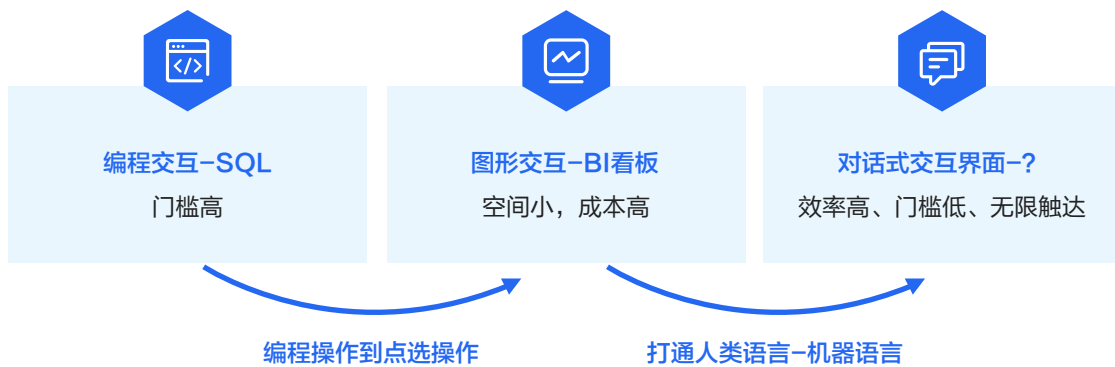 编程交互-SQL
门槛高
图形交互-BI看板
空间小，成本高
对话式交互界面-?
效率高、门槛低、无限触达
编程操作到点选操作
打通人类语言-机器语言